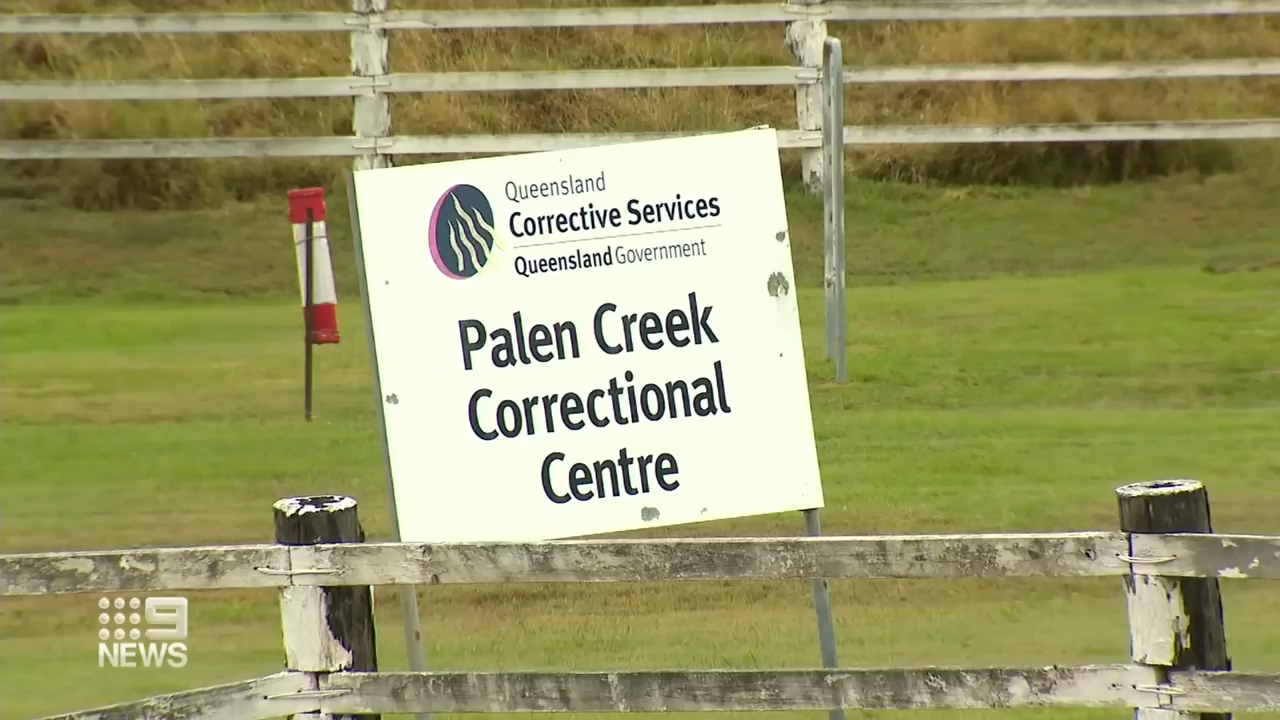 Queensland
Corrective Services
Queensland Government
Palen Creek
Correctional
Centre
9
NEWS